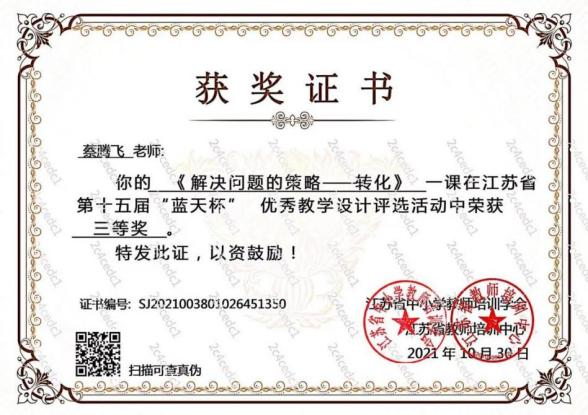 获奖证书
蔡腾飞 老师:
你的 《解决问题的策略——转化》 一课在江苏省
第十五届“蓝天杯” 优秀教学设计评选活动中荣获
三等奖 。
特发此证，以资鼓励！
证书编号: SJ2021003801026451350
江苏省中小学教师培训学会
江苏省教师培训中心
2021 年 10 月 30 日
扫描可查真伪
2c4cedc1